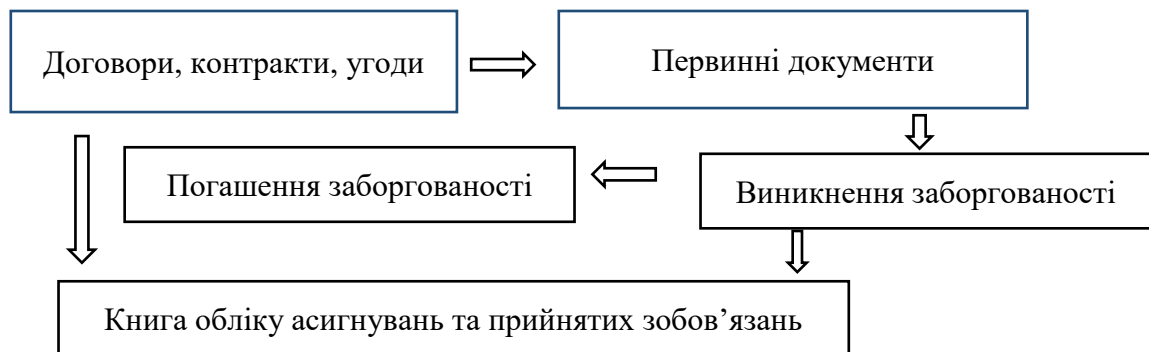 Договори, контракти, угоди
Первинні документи
Погашення заборгованості
Виникнення заборгованості
Книга обліку асигнувань та прийнятих зобов’язань